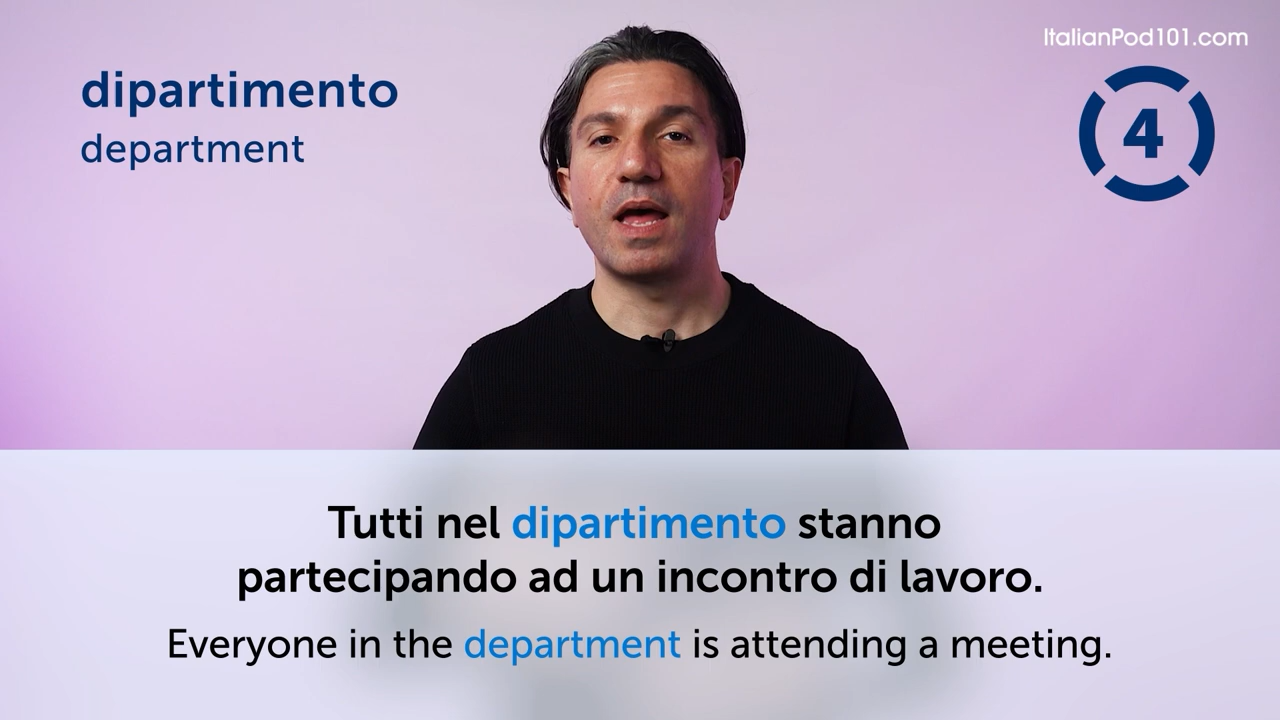 ItalianPod101.com
dipartimento
department
4
Tutti nel dipartimento stanno
partecipando ad un incontro di lavoro.
Everyone in the department is attending a meeting.